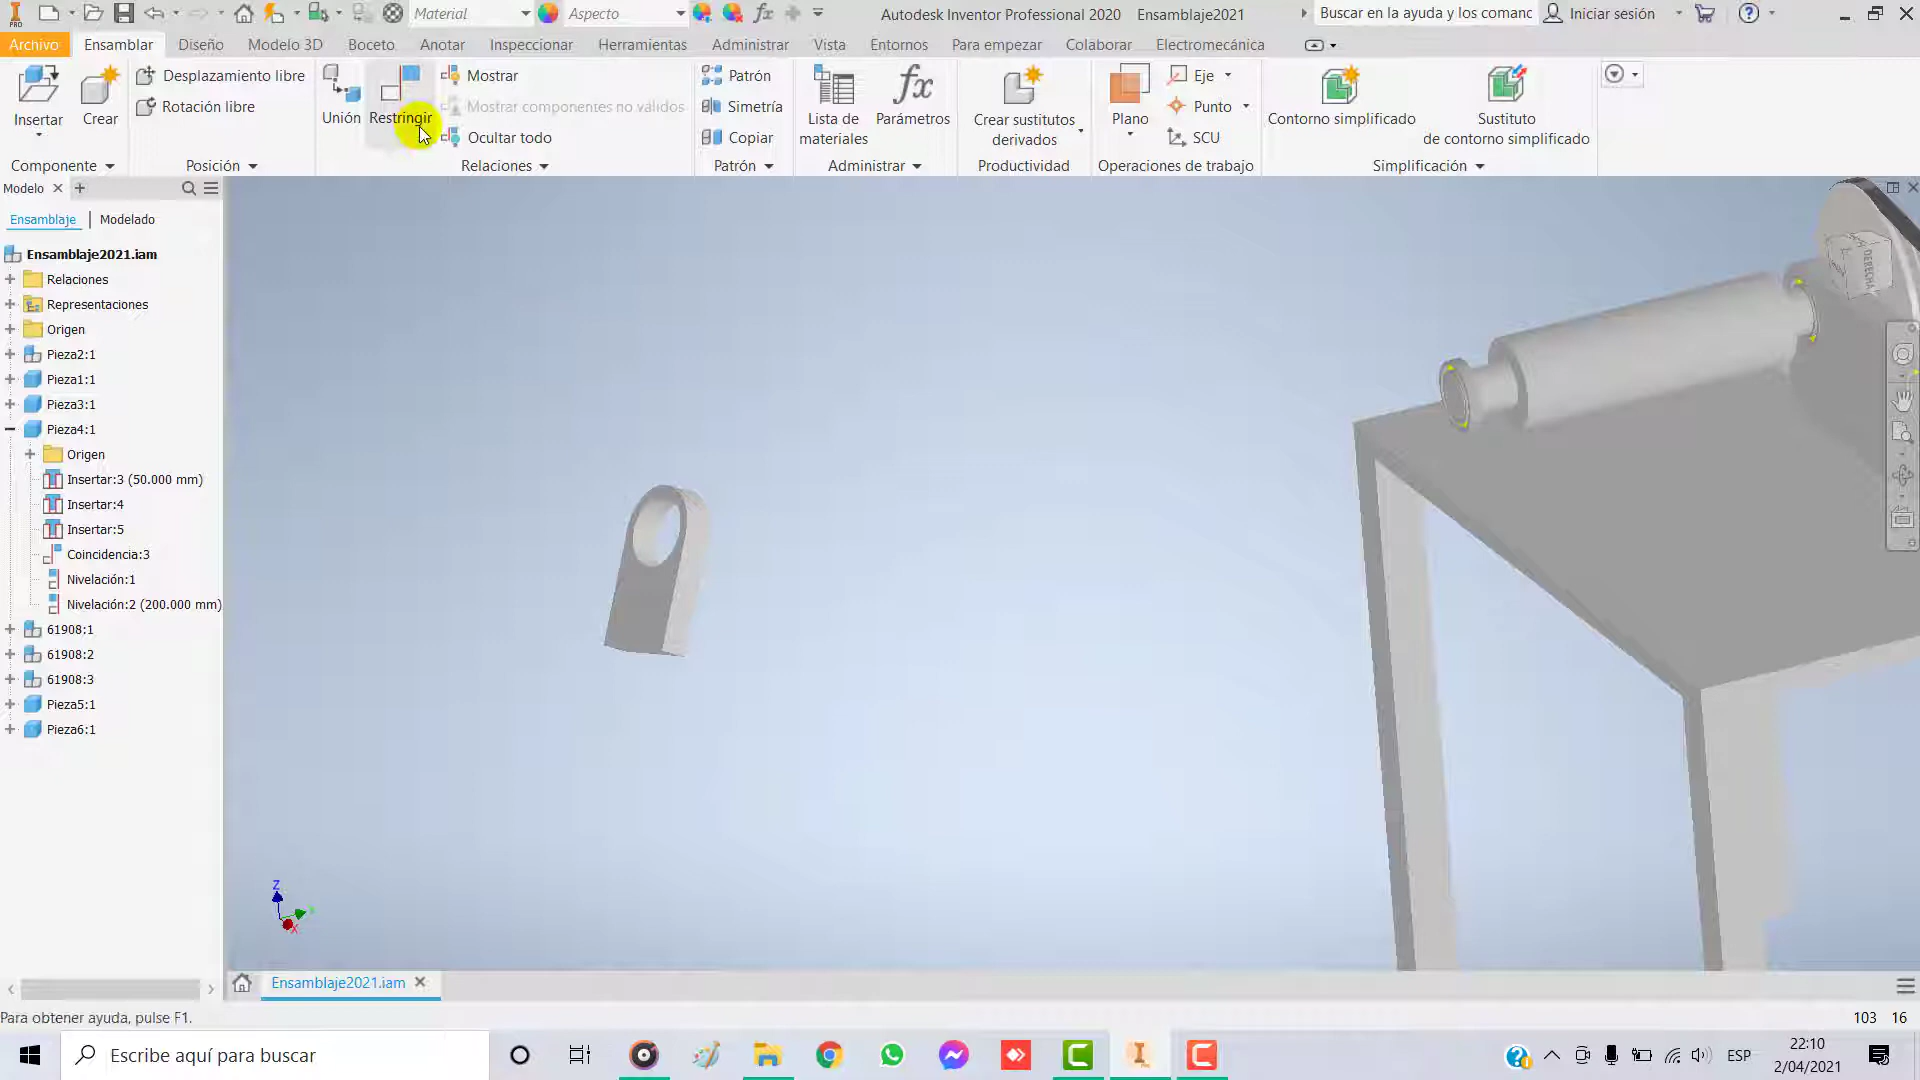 PRO Material Aspecto fx Autodesk Inventor Professional 2020 Ensamblaje2021 Buscar en la ayuda y los comanc Iniciar sesión
Archivo Ensamblar Diseño Modelo 3D Boceto Anotar Inspeccionar Herramientas Administrar Vista Entornos Para empezar Colaborar Electromecánica
Insertar
Crear
Desplazamiento libre
Rotación libre
Unión
Restringir
Mostrar
Mostrar componentes no válidos
Ocultar todo
Patrón
Simetría
Copiar
Lista de
materiales
fx
Parámetros
Crear sustitutos
derivados
Plano
Eje
Punto
SCU
Contorno simplificado
Sustituto
de contorno simplificado
Componente Posición Relaciones Patrón Administrar Productividad Operaciones de trabajo Simplificación
Modelo
Ensamblaje Modelado
Ensamblaje2021.iam
Relaciones
Representaciones
Origen
Pieza2:1
Pieza1:1
Pieza3:1
Pieza4:1
Origen
Insertar:3 (50.000 mm)
Insertar:4
Insertar:5
Coincidencia:3
Nivelación:1
Nivelación:2 (200.000 mm)
61908:1
61908:2
61908:3
Pieza5:1
Pieza6:1
DERECHA
Z
X
Ensamblaje2021.iam
Para obtener ayuda, pulse F1.
103 16
Escribe aquí para buscar
ESP
22:10
2/04/2021